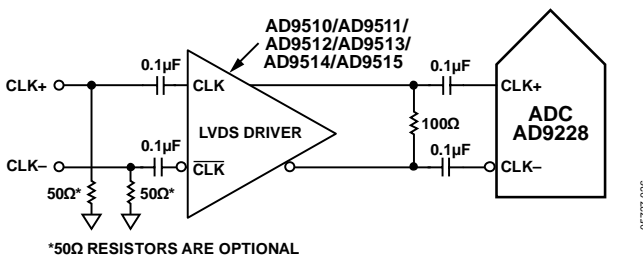 AD9510/AD9511/
AD9512/AD9513/
AD9514/AD9515
0.1µF
0.1µF
CLK+
CLK
CLK+
ADC
AD9228
LVDS DRIVER
100Ω
0.1µF
0.1µF
CLK–
CLK
CLK–
50Ω*
50Ω*
*50Ω RESISTORS ARE OPTIONAL